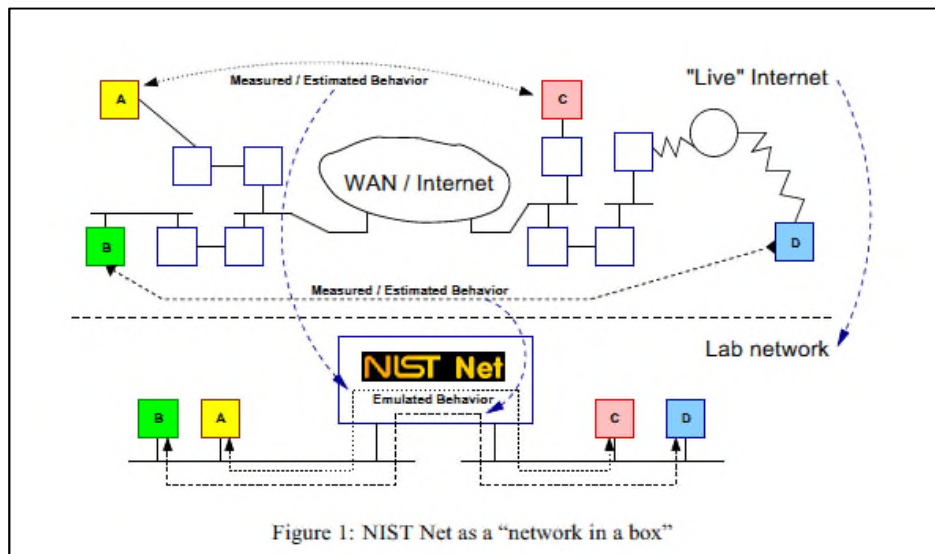 Measured / Estimated Behavior
"Live" Internet
A
C
WAN / Internet
B
D
Measured / Estimated Behavior
Lab network
NIST Net
Emulated Behavior
B
A
C
D
Figure 1: NIST Net as a “network in a box”